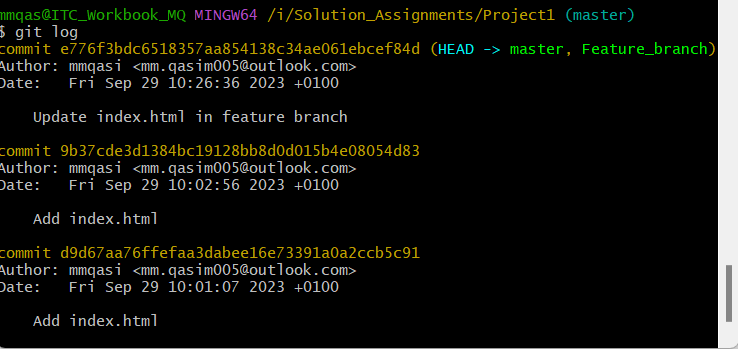 mmqas@ITC_Workbook_MQ MINGW64 /i/Solution_Assignments/Project1 (master)
$ git log
commit e776f3bdc6518357aa854138c34ae061ebcef84d (HEAD -> master, Feature_branch)
Author: mmqasi <mm.qasim005@outlook.com>
Date:   Fri Sep 29 10:26:36 2023 +0100
    Update index.html in feature branch
commit 9b37cde3d1384bc19128bb8d0d015b4e08054d83
Author: mmqasi <mm.qasim005@outlook.com>
Date:   Fri Sep 29 10:02:56 2023 +0100
    Add index.html
commit d9d67aa76ffefaa3dabee16e73391a0a2ccb5c91
Author: mmqasi <mm.qasim005@outlook.com>
Date:   Fri Sep 29 10:01:07 2023 +0100
    Add index.html